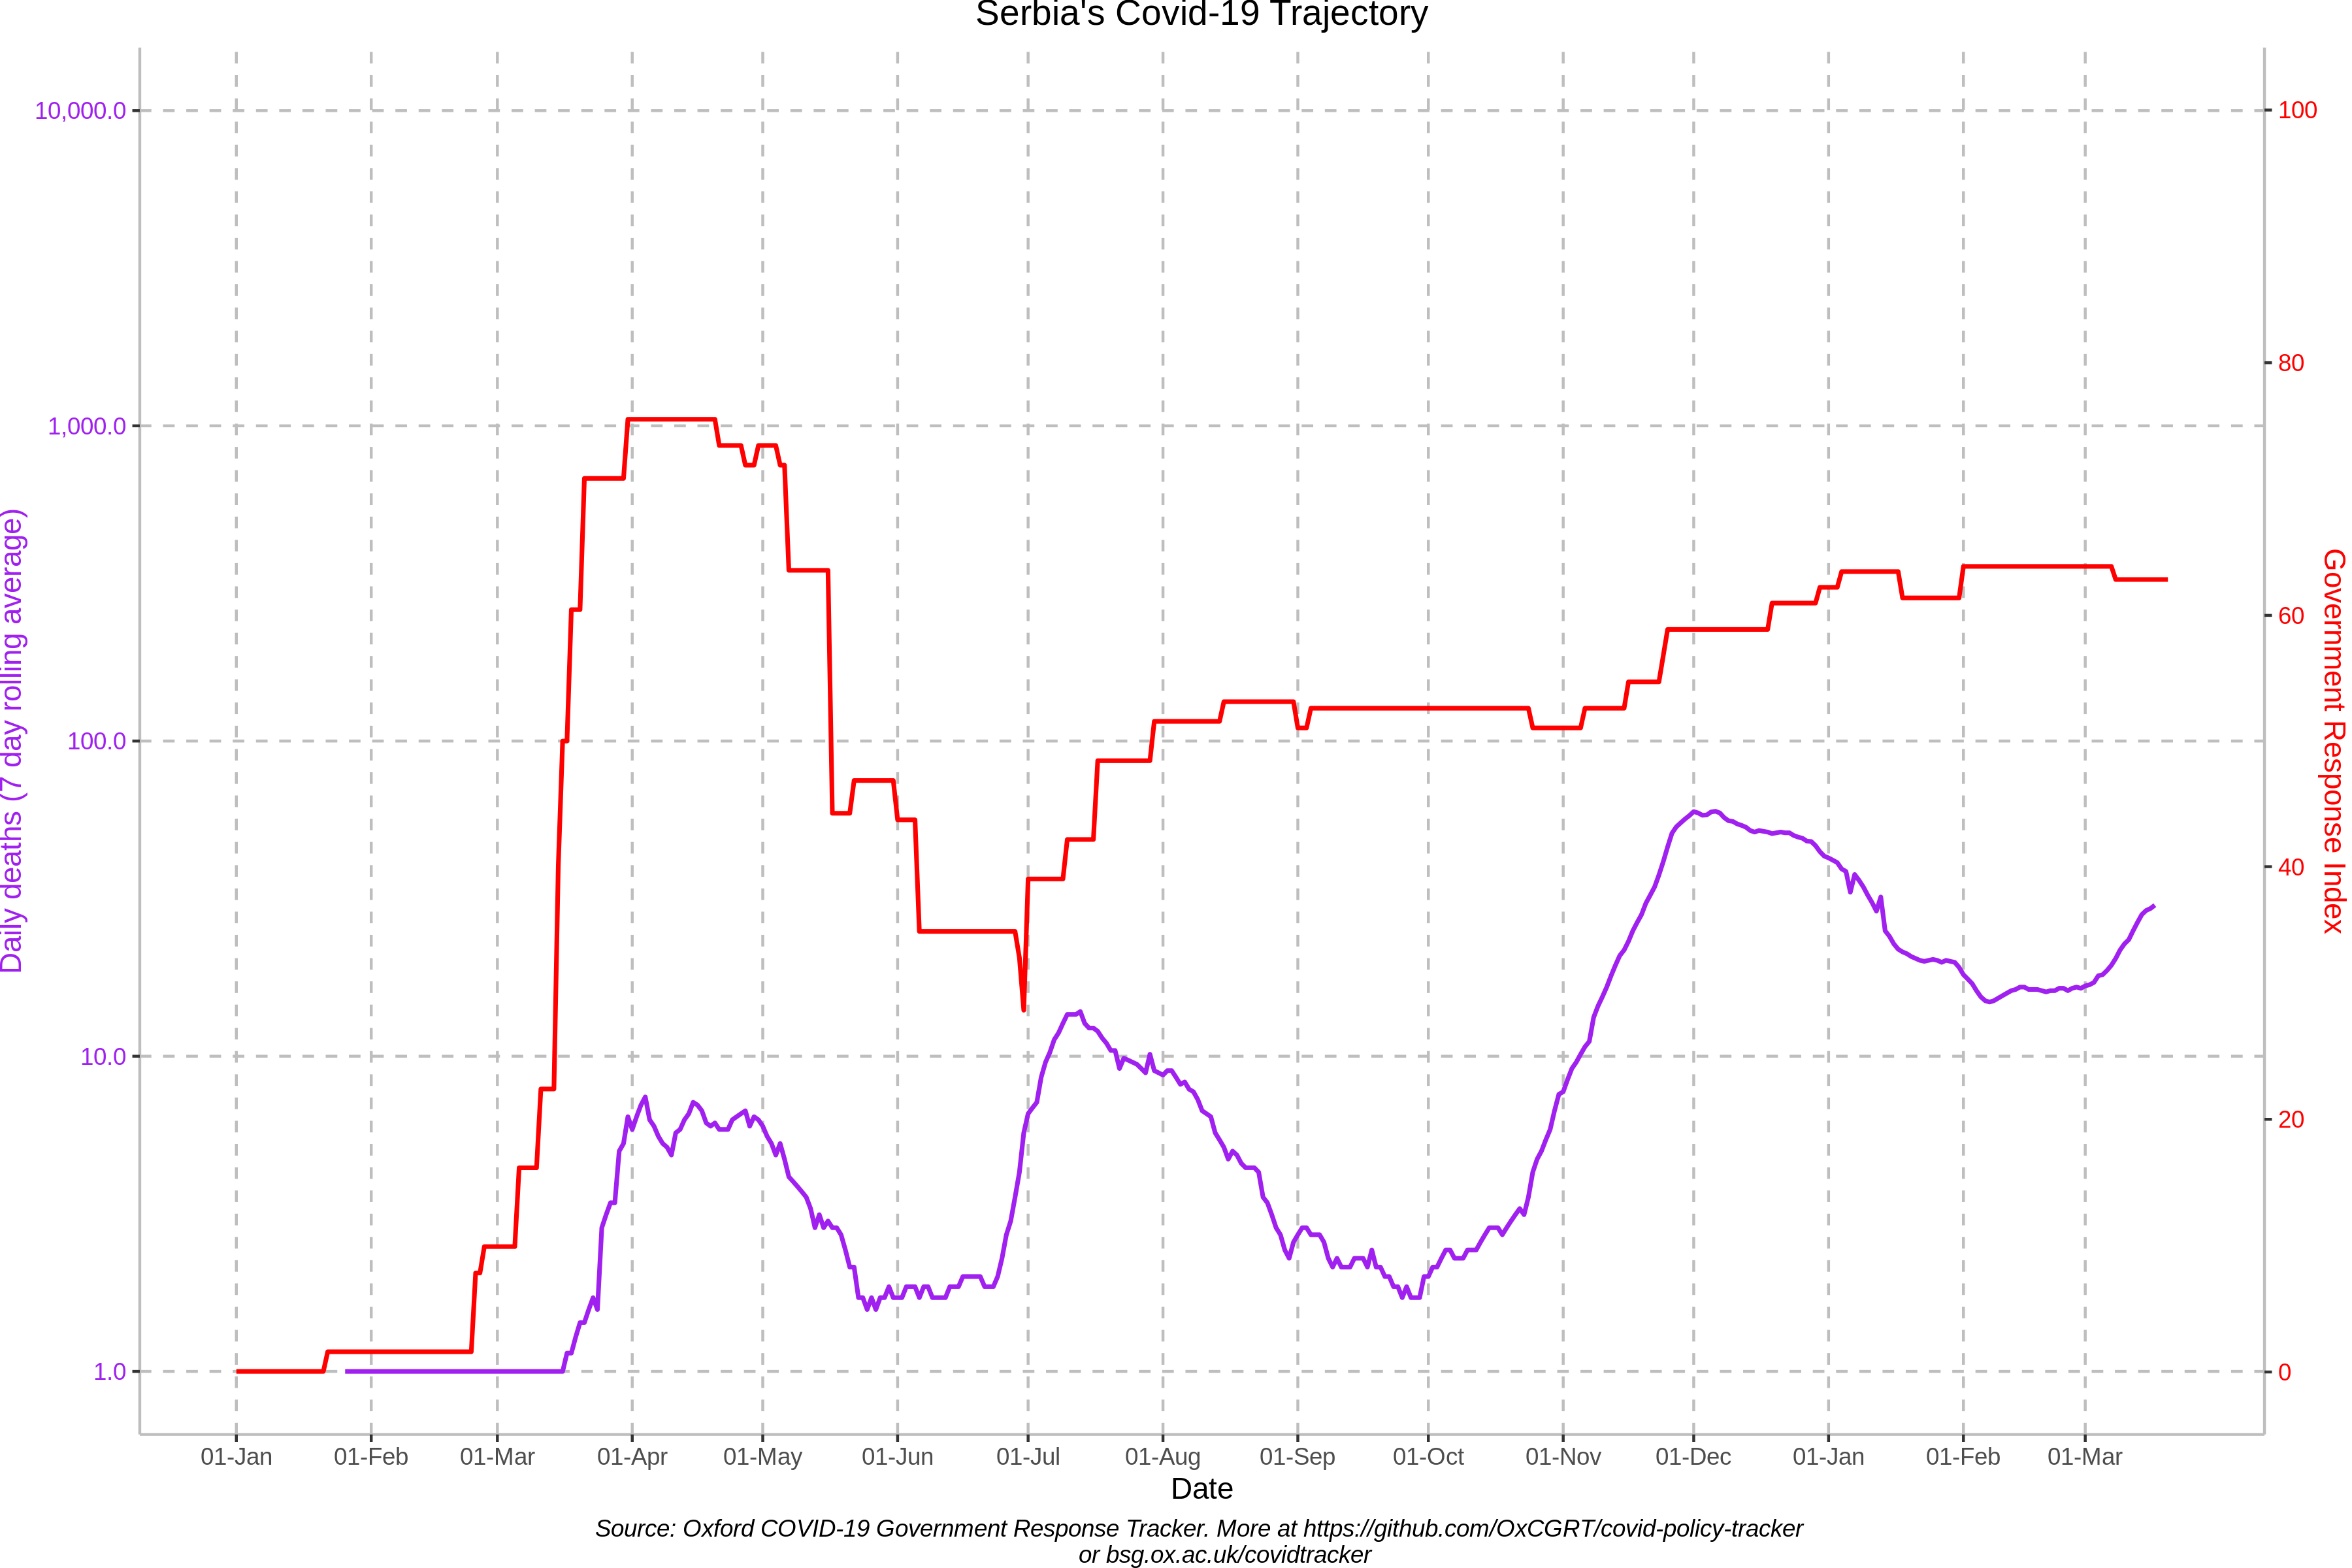 Serbia's Covid-19 Trajectory
10,000.0
1,000.0
100.0
10.0
1.0
Daily deaths (7 day rolling average)
100
80
60
40
20
0
Government Response Index
01-Jan 01-Feb 01-Mar 01-Apr 01-May 01-Jun 01-Jul 01-Aug 01-Sep 01-Oct 01-Nov 01-Dec 01-Jan 01-Feb 01-Mar
Date
Source: Oxford COVID-19 Government Response Tracker. More at https://github.com/OxCGRT/covid-policy-tracker
or bsg.ox.ac.uk/covidtracker